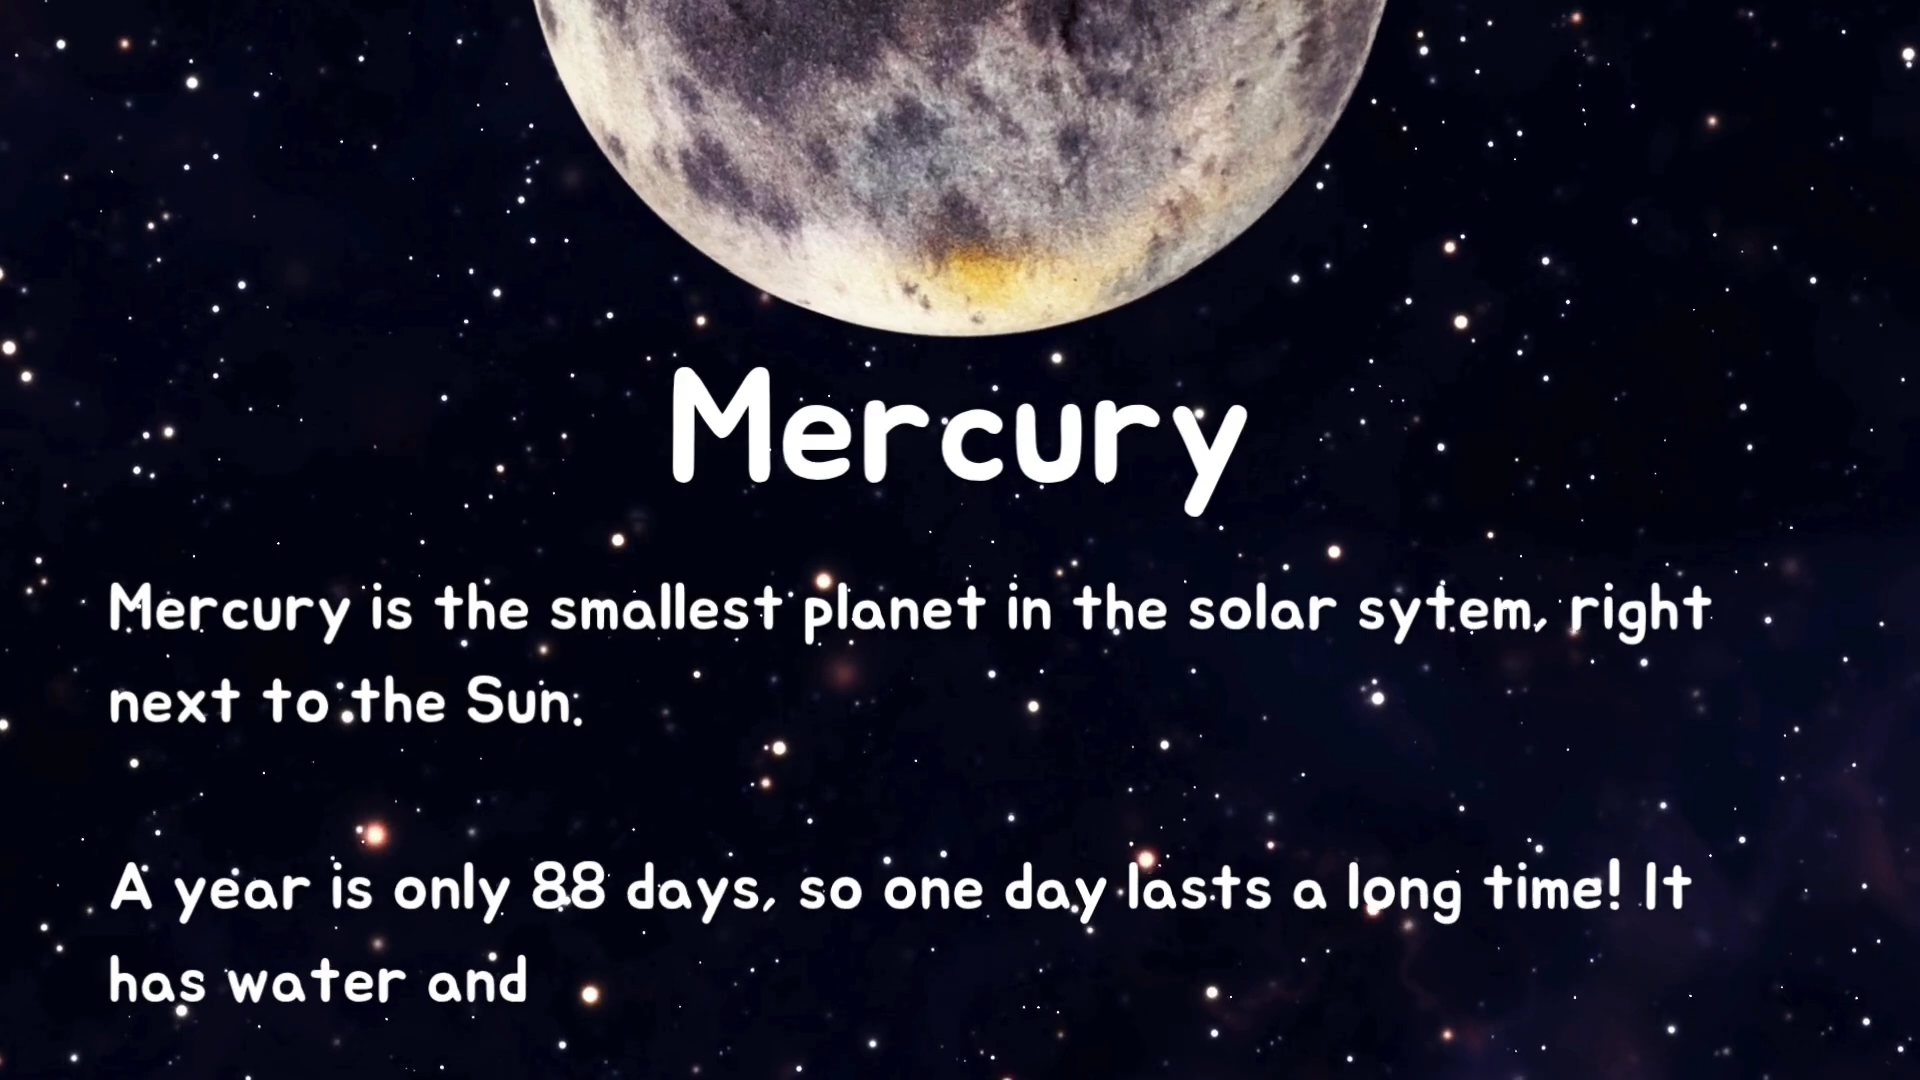 Mercury
Mercury is the smallest planet in the solar sytem, right
next to the Sun.
A year is only 88 days, so one day lasts a long time! It
has water and